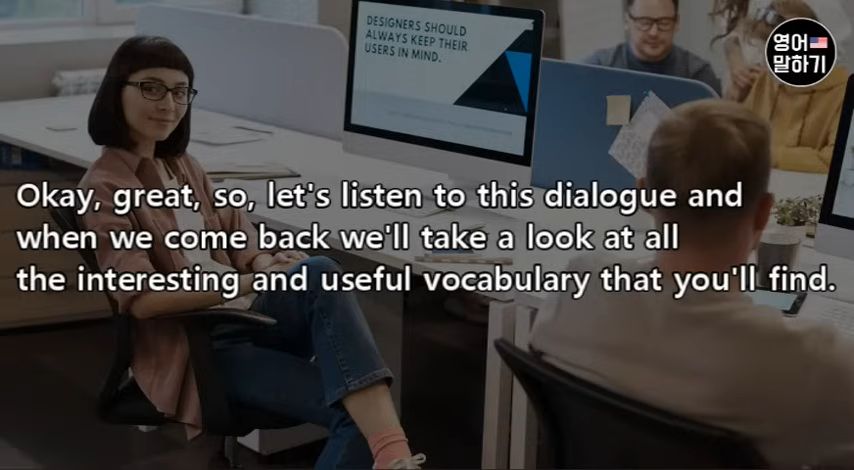 DESIGNERS SHOULD
ALWAYS KEEP THEIR
USERS IN MIND.
영어
말하기
Okay, great, so, let's listen to this dialogue and
when we come back we'll take a look at all
the interesting and useful vocabulary that you'll find.